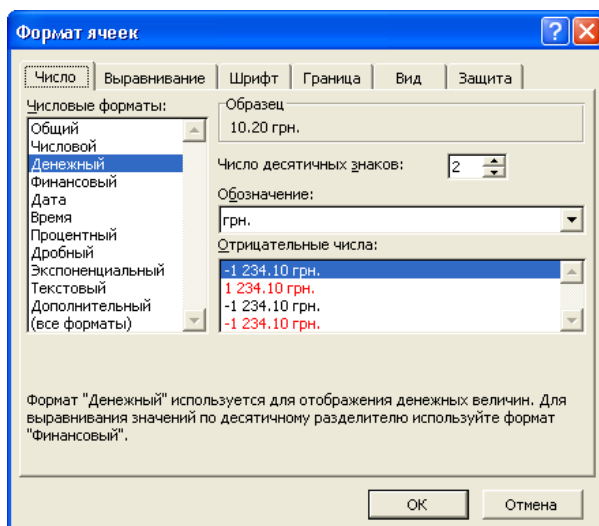 Формат ячеек
Число Выравнивание Шрифт Граница Вид Защита
Числовые форматы:
Общий
Числовой
Денежный
Финансовый
Дата
Время
Процентный
Дробный
Экспоненциальный
Текстовый
Дополнительный
(все форматы)
Образец
10.20 грн.
Число десятичных знаков: 2
Обозначение:
грн.
Отрицательные числа:
-1 234.10 грн.
1 234.10 грн.
-1 234.10 грн.
-1 234.10 грн.
Формат "Денежный" используется для отображения денежных величин. Для
выравнивания значений по десятичному разделителю используйте формат
"Финансовый".
ОК Отмена